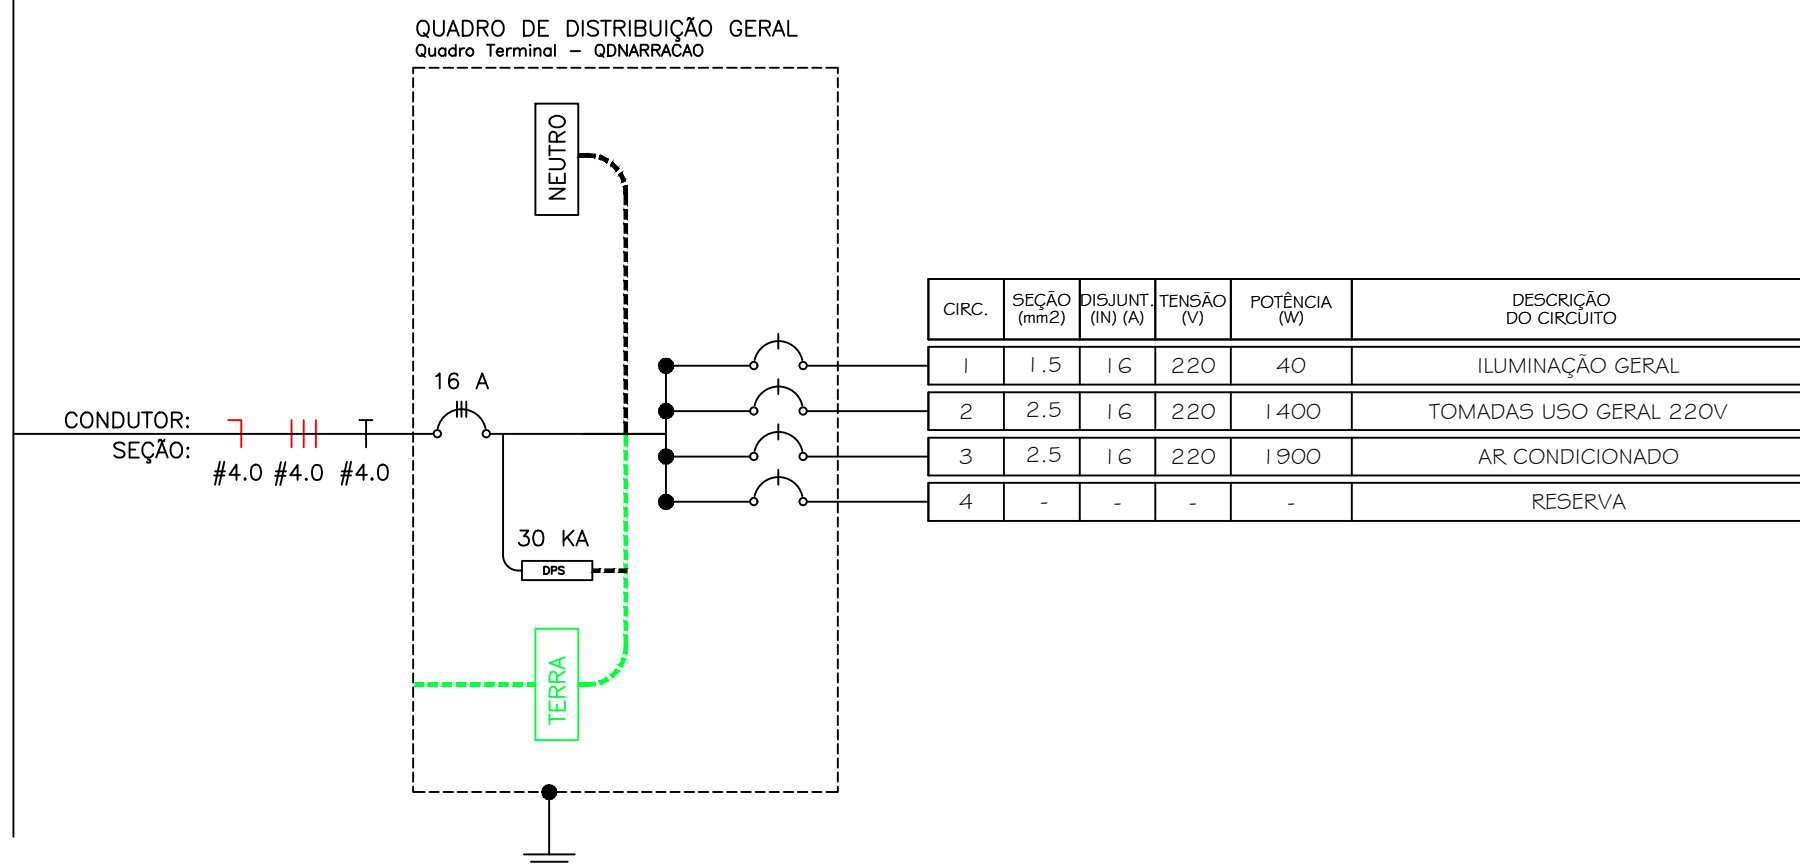 QUADRO DE DISTRIBUIÇÃO GERAL
Quadro Terminal – QDNARRACAO
NEUTRO
16 A
CONDUTOR:
SEÇÃO:
#4.0 #4.0 #4.0
30 KA
DPS
TERRA
CIRC. SEÇÃO (mm2) DISJUNT. (IN) (A) TENSÃO (V) POTÊNCIA (W) DESCRIÇÃO DO CIRCUITO
1 1.5 16 220 40 ILUMINAÇÃO GERAL
2 2.5 16 220 1400 TOMADAS USO GERAL 220V
3 2.5 16 220 1900 AR CONDICIONADO
4 - - - - RESERVA